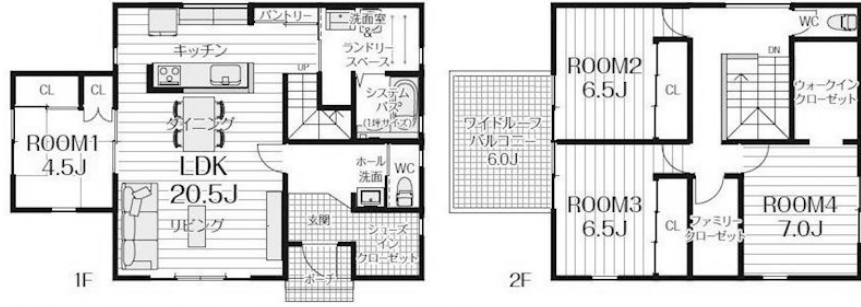 パントリー
洗面室
&
ランドリー
スペース
キッチン
UP
CL
CL
システム
バス
(1坪サイズ)
ROOM1
4.5J
ダイニング
LDK
20.5J
ホール
洗面
WC
リビング
玄関
シューズ
イン
クローゼット
ポーチ
1F
WC
DN
ROOM2
6.5J
CL
ウォークイン
クローゼット
ワイドルーフ
バルコニー
6.0J
ROOM3
6.5J
CL
ファミリー
クローゼット
ROOM4
7.0J
2F